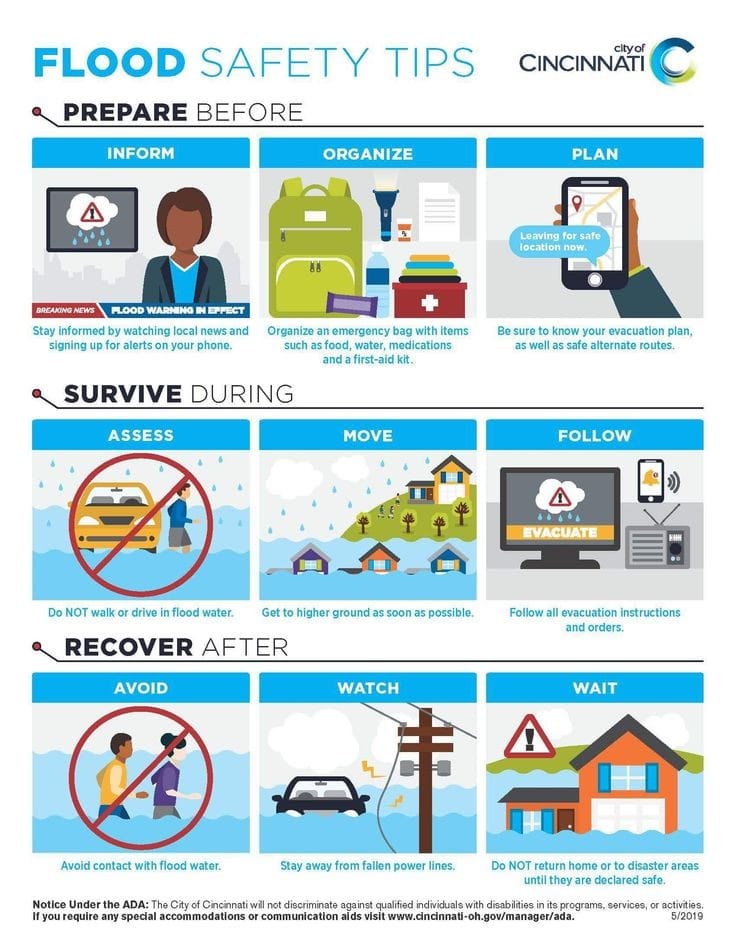 FLOOD SAFETY TIPS
city of
CINCINNATI
PREPARE BEFORE
INFORM
BREAKING NEWS
FLOOD WARNING IN EFFECT
Stay informed by watching local news and
signing up for alerts on your phone.
ORGANIZE
Organize an emergency bag with items
such as food, water, medications
and a first-aid kit.
PLAN
Leaving for safe
location now.
Be sure to know your evacuation plan,
as well as safe alternate routes.
SURVIVE DURING
ASSESS
Do NOT walk or drive in flood water.
MOVE
Get to higher ground as soon as possible.
FOLLOW
EVACUATE
Follow all evacuation instructions
and orders.
RECOVER AFTER
AVOID
Avoid contact with flood water.
WATCH
Stay away from fallen power lines.
WAIT
Do NOT return home or to disaster areas
until they are declared safe.
Notice Under the ADA: The City of Cincinnati will not discriminate against qualified individuals with disabilities in its programs, services, or activities.
If you require any special accommodations or communication aids visit www.cincinnati-oh.gov/manager/ada.
5/2019